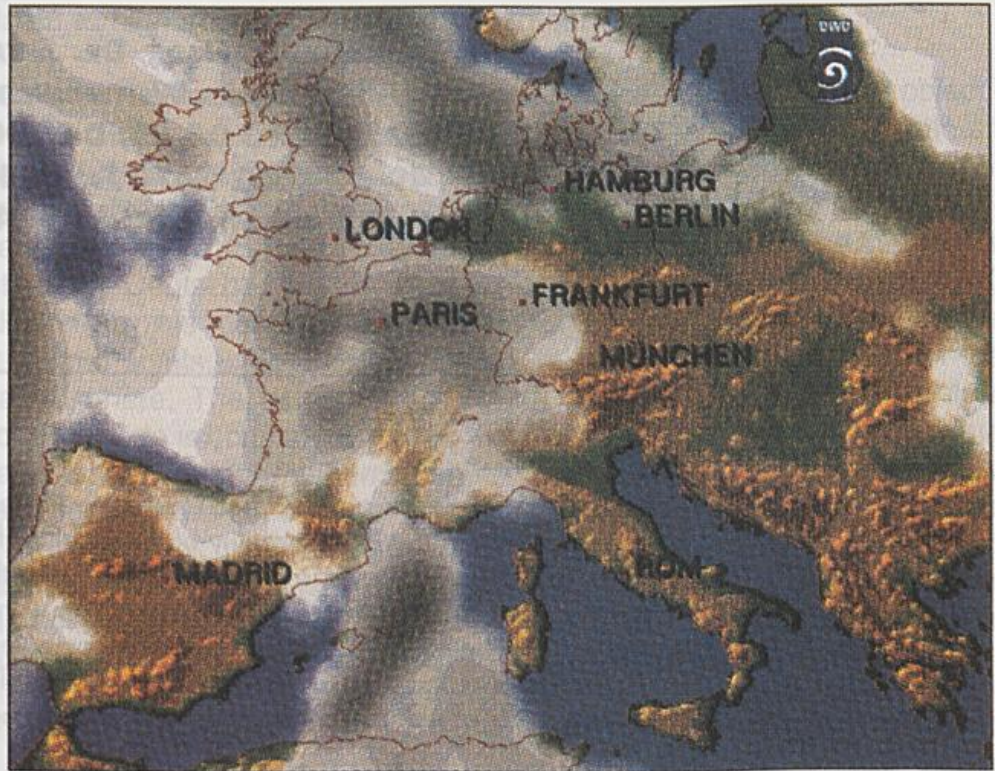 DWD
HAMBURG
BERLIN
LONDON
FRANKFURT
PARIS
MÜNCHEN
MADRID
ROM